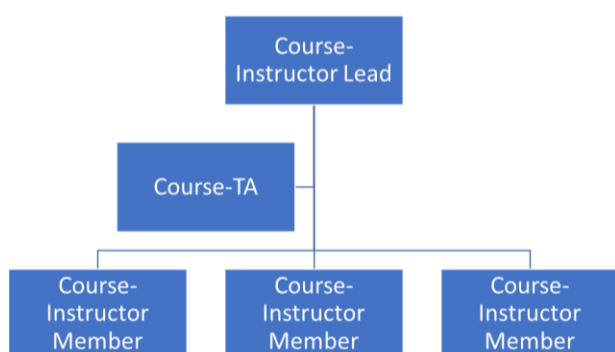 Course-
Instructor Lead
Course-TA
Course-
Instructor
Member
Course-
Instructor
Member
Course-
Instructor
Member